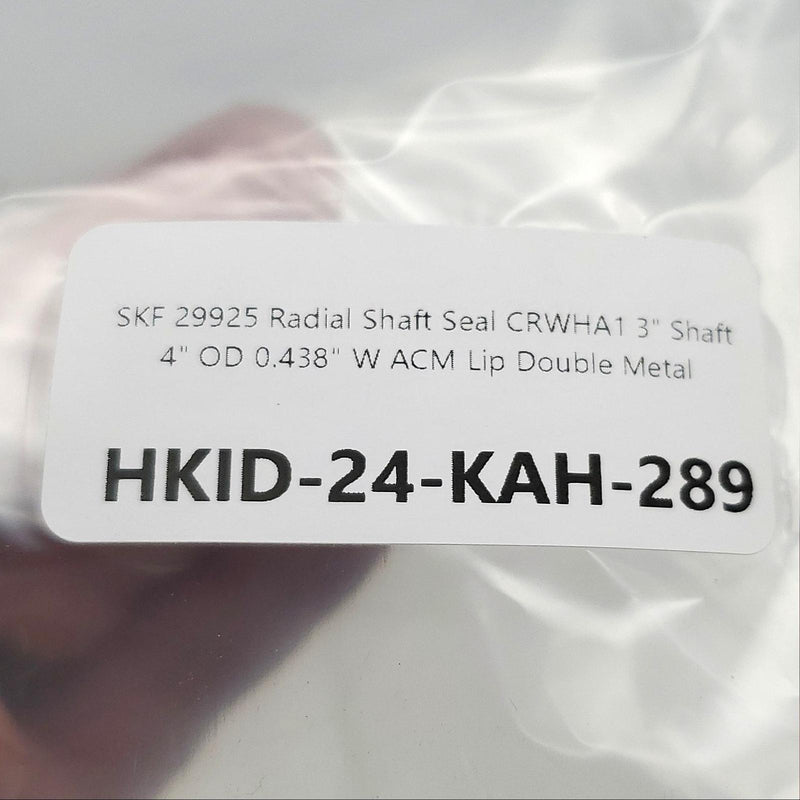 SKF 29925 Radial Shaft Seal CRWHA1 3" Shaft
4" OD 0.438" W ACM Lip Double Metal
HKID-24-KAH-289